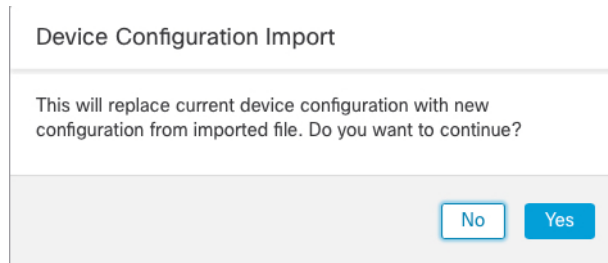 Device Configuration Import
This will replace current device configuration with new
configuration from imported file. Do you want to continue?
No
Yes